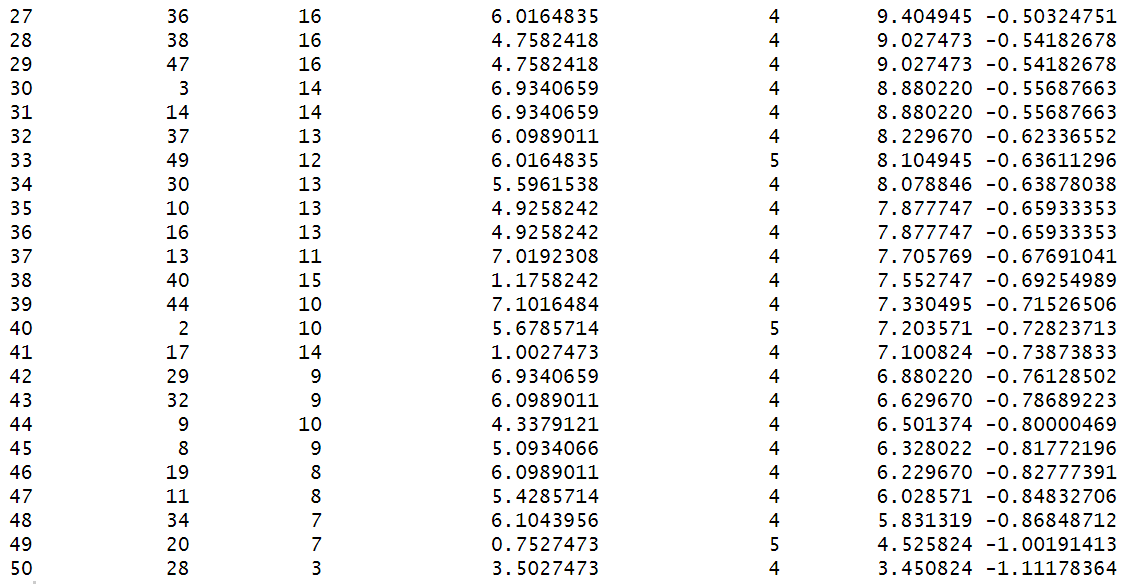 27 36 16 6.0164835 4 9.404945 -0.50324751
28 38 16 4.7582418 4 9.027473 -0.54182678
29 47 16 4.7582418 4 9.027473 -0.54182678
30 3 14 6.9340659 4 8.880220 -0.55687663
31 14 14 6.9340659 4 8.880220 -0.55687663
32 37 13 6.0989011 4 8.229670 -0.62336552
33 49 12 6.0164835 5 8.104945 -0.63611296
34 30 13 5.5961538 4 8.078846 -0.63878038
35 10 13 4.9258242 4 7.877747 -0.65933353
36 16 13 4.9258242 4 7.877747 -0.65933353
37 13 11 7.0192308 4 7.705769 -0.67691041
38 40 15 1.1758242 4 7.552747 -0.69254989
39 44 10 7.1016484 4 7.330495 -0.71526506
40 2 10 5.6785714 5 7.203571 -0.72823713
41 17 14 1.0027473 4 7.100824 -0.73873833
42 29 9 6.9340659 4 6.880220 -0.76128502
43 32 9 6.0989011 4 6.629670 -0.78689223
44 9 10 4.3379121 4 6.501374 -0.80000469
45 8 9 5.0934066 4 6.328022 -0.81772196
46 19 8 6.0989011 4 6.229670 -0.82777391
47 11 8 5.4285714 4 6.028571 -0.84832706
48 34 7 6.1043956 4 5.831319 -0.86848712
49 20 7 0.7527473 5 4.525824 -1.00191413
50 28 3 3.5027473 4 3.450824 -1.11178364